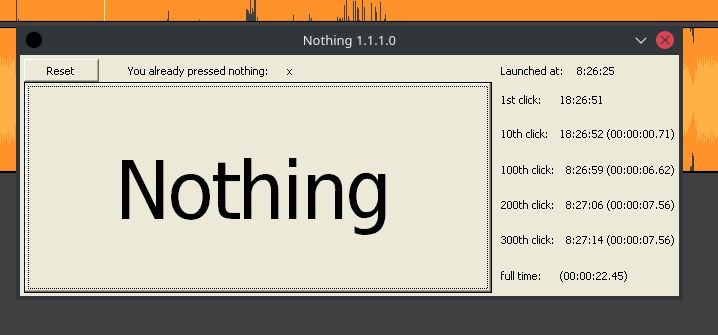 Nothing 1.1.1.0
Reset You already pressed nothing: x
Launched at: 8:26:25
1st click: 18:26:51
10th click: 18:26:52 (00:00:00.71)
100th click: 8:26:59 (00:00:06.62)
Nothing
200th click: 8:27:06 (00:00:07.56)
300th click: 8:27:14 (00:00:07.56)
full time: (00:00:22.45)